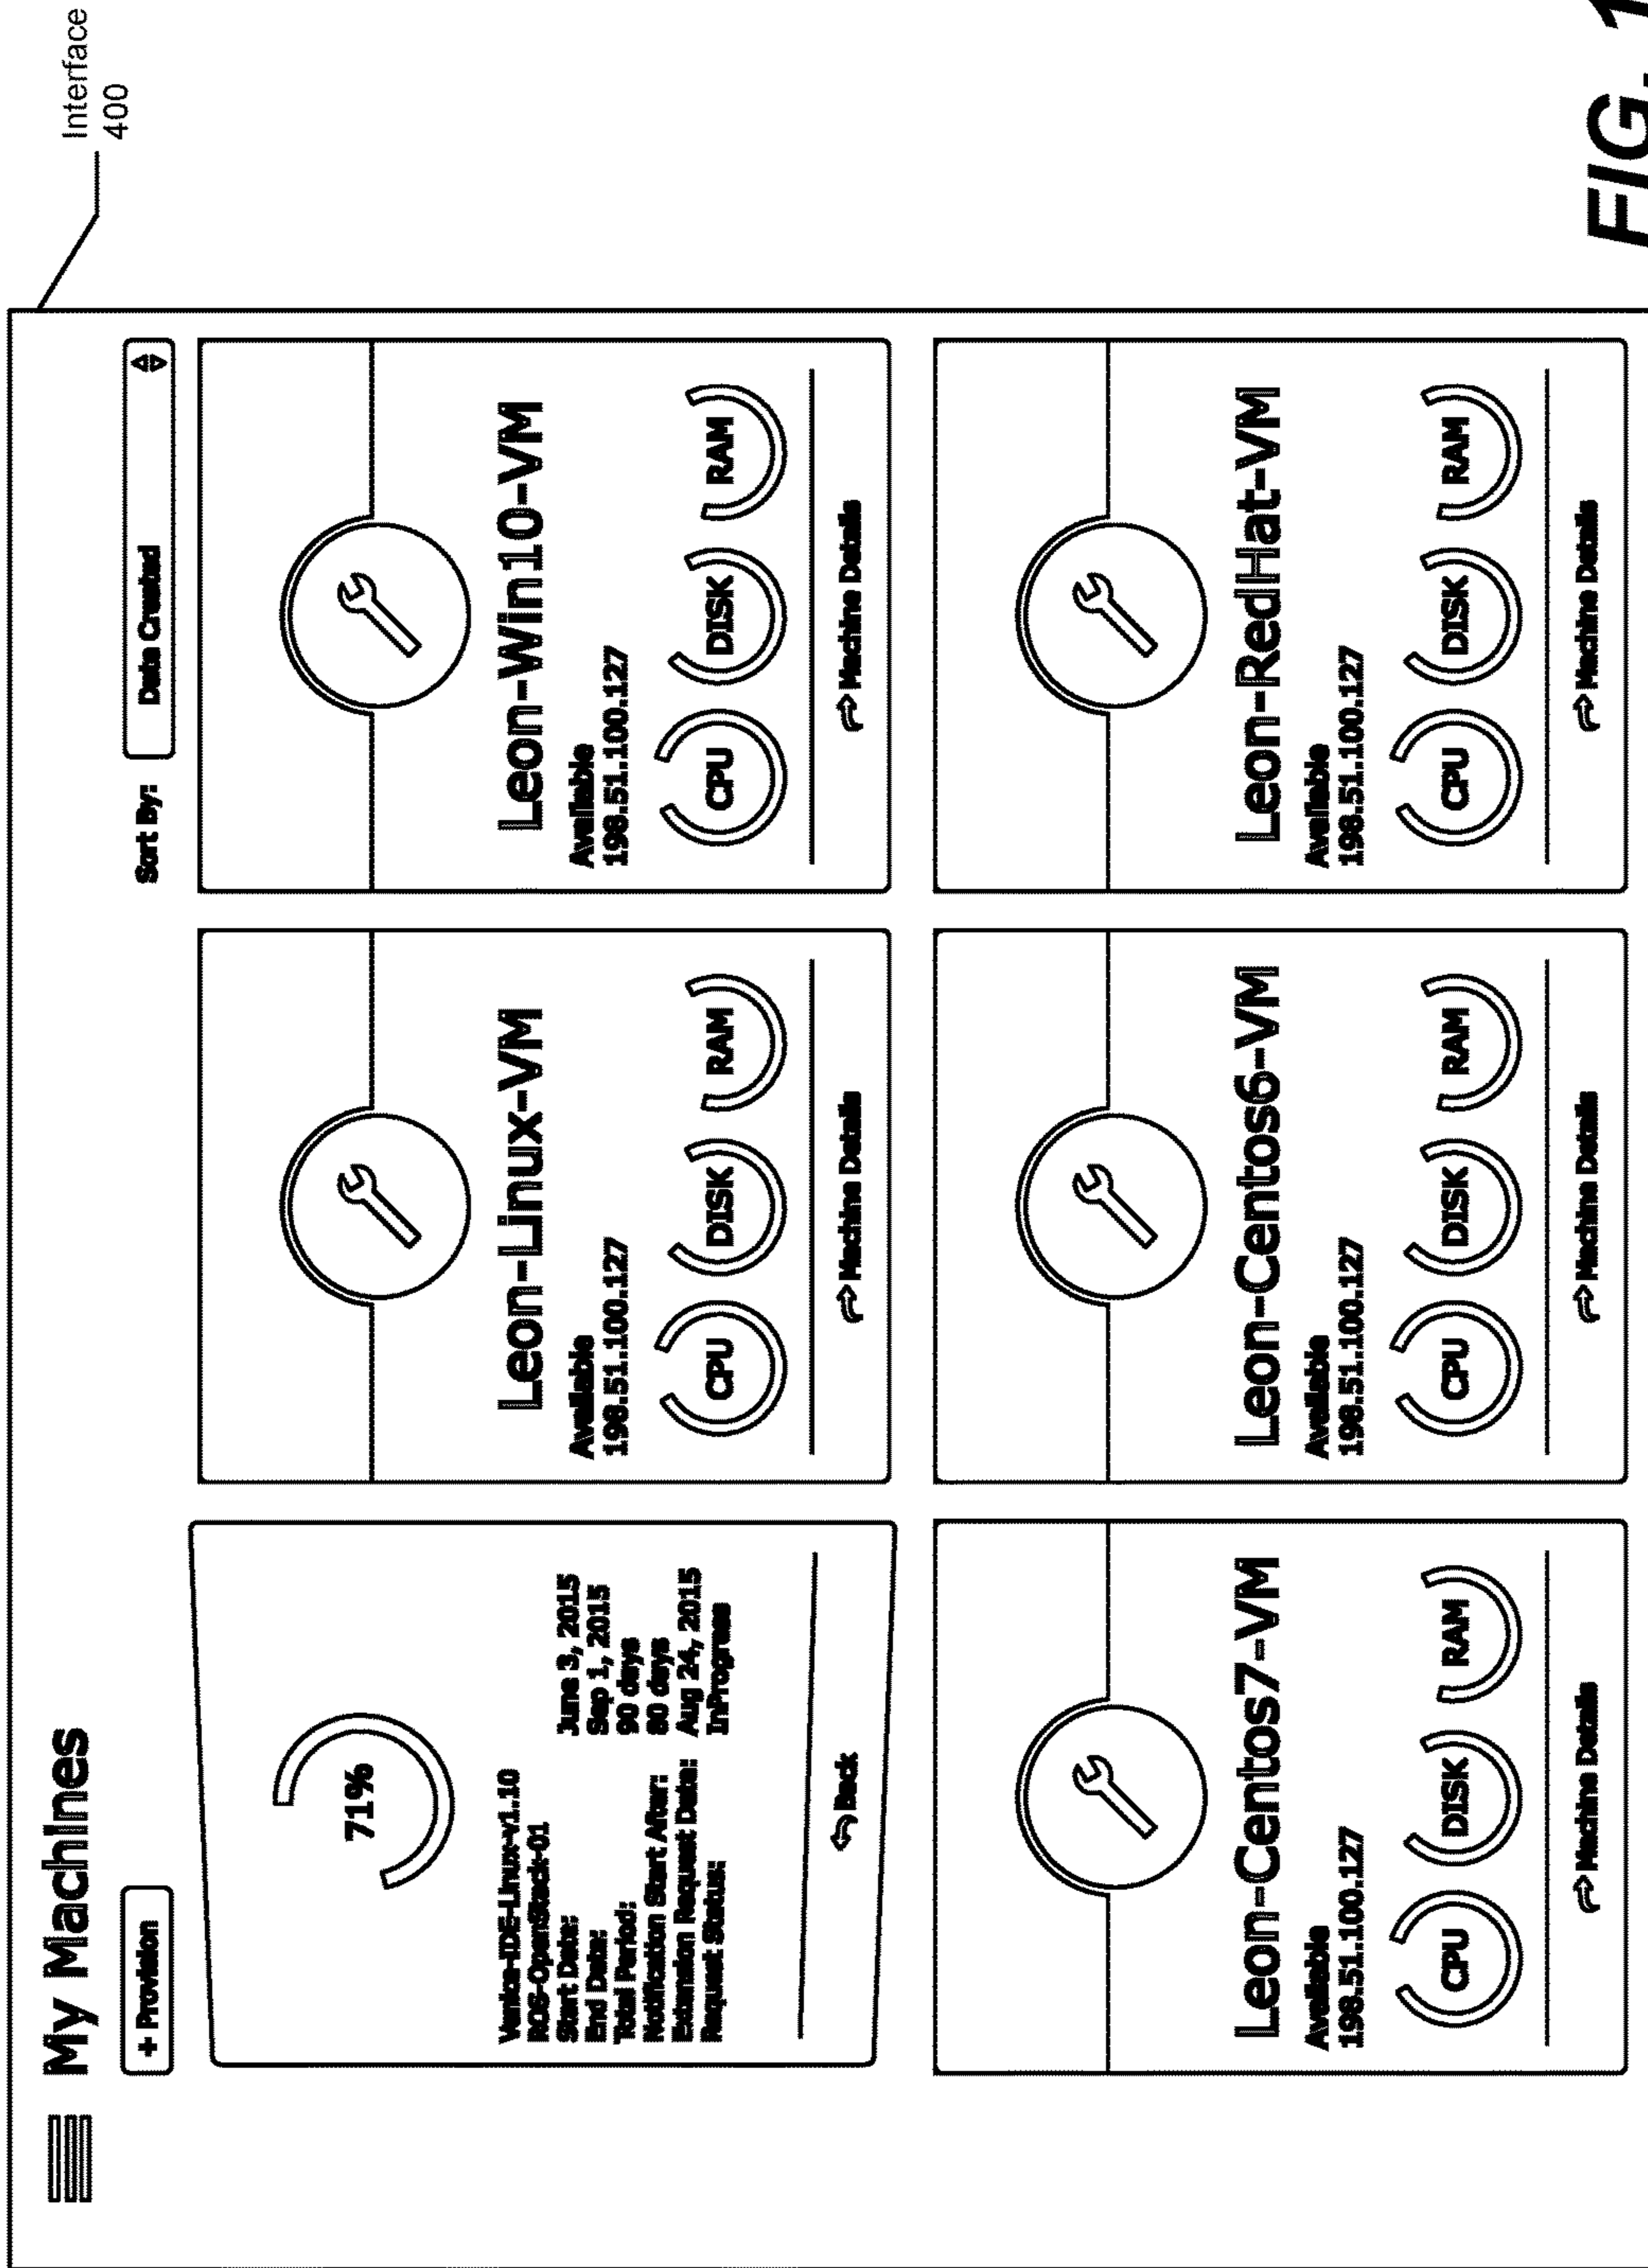 Interface
400
My Machines
+ Provision
Sort By:
Date Created
71%
Venice-IDE-Linux-v1.10
ROS-OpenStack-01
Start Date: June 3, 2015
End Date: Sep 1, 2015
Total Period: 90 days
Notification Start After: 80 days
Extension Request Date: Aug 24, 2015
Request Status: InProgress
Back
Leon-Linux-VM
Available
198.51.100.127
CPU DISK RAM
Machine Details
Leon-Win10-VM
Available
198.51.100.127
CPU DISK RAM
Machine Details
Leon-Centos7-VM
Available
198.51.100.127
CPU DISK RAM
Machine Details
Leon-Centos6-VM
Available
198.51.100.127
CPU DISK RAM
Machine Details
Leon-RedHat-VM
Available
198.51.100.127
CPU DISK RAM
Machine Details
FIG. 1